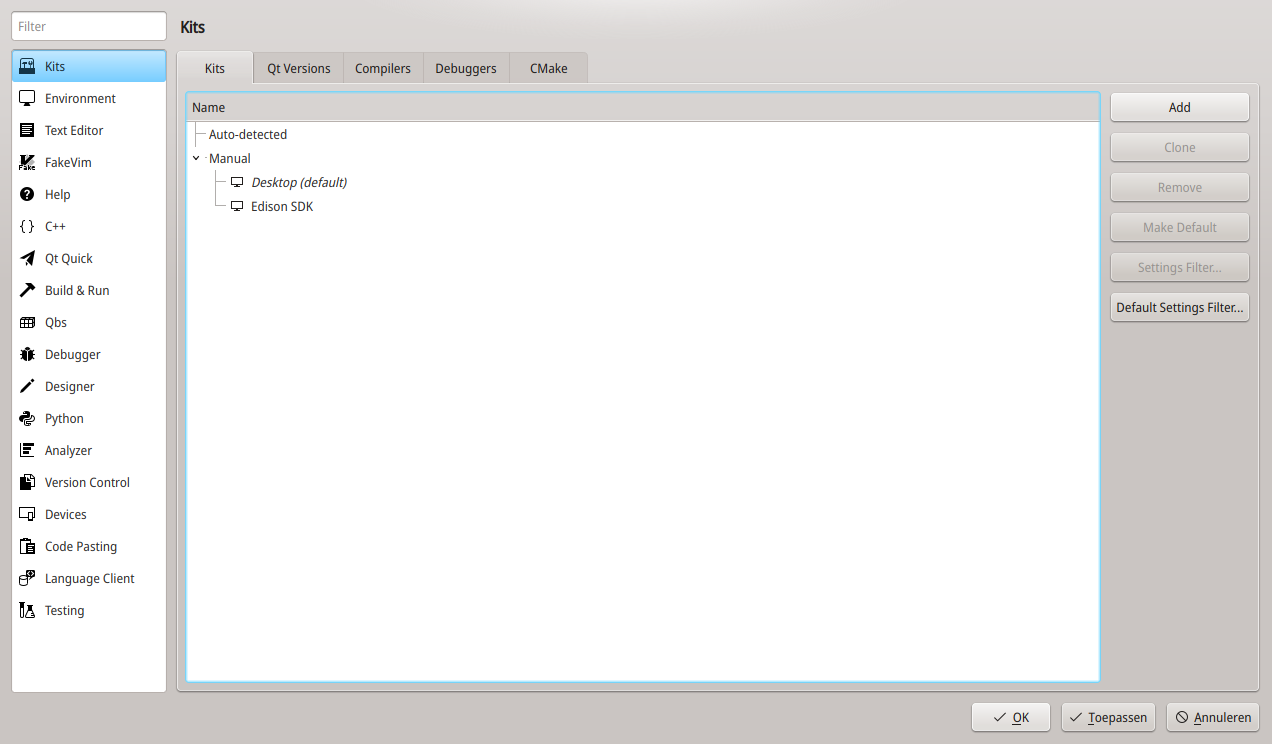 Filter
Kits
Environment
Text Editor
FakeVim
Help
C++
Qt Quick
Build & Run
Qbs
Debugger
Designer
Python
Analyzer
Version Control
Devices
Code Pasting
Language Client
Testing
Kits
Kits Qt Versions Compilers Debuggers CMake
Name
Auto-detected
Manual
Desktop (default)
Edison SDK
Add
Clone
Remove
Make Default
Settings Filter...
Default Settings Filter...
OK Toepassen Annuleren